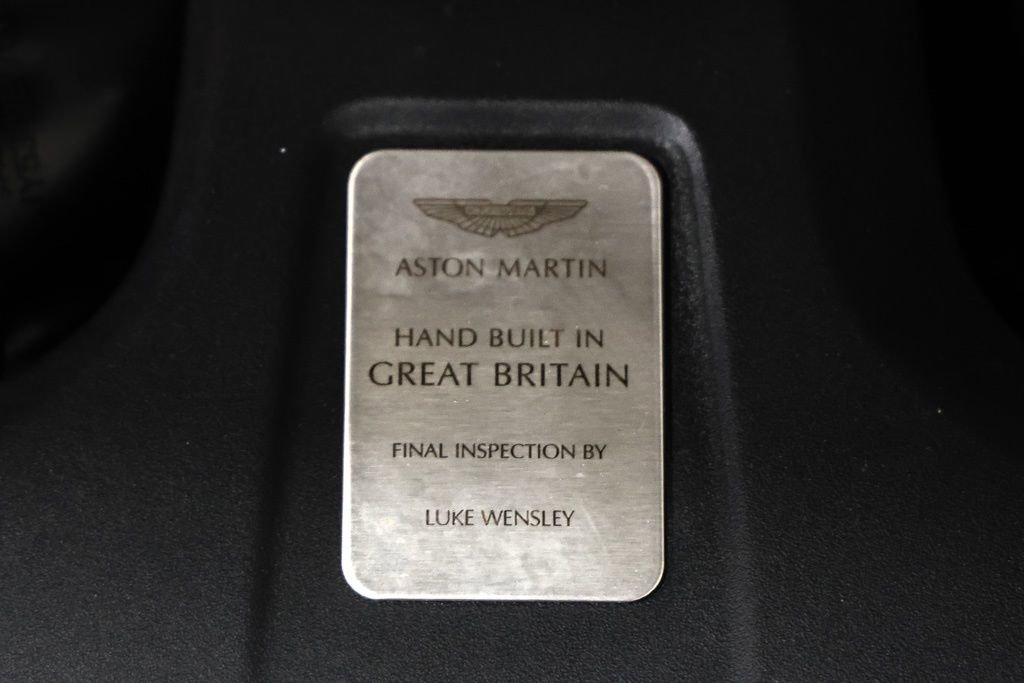 ASTON MARTIN
HAND BUILT IN
GREAT BRITAIN
FINAL INSPECTION BY
LUKE WENSLEY